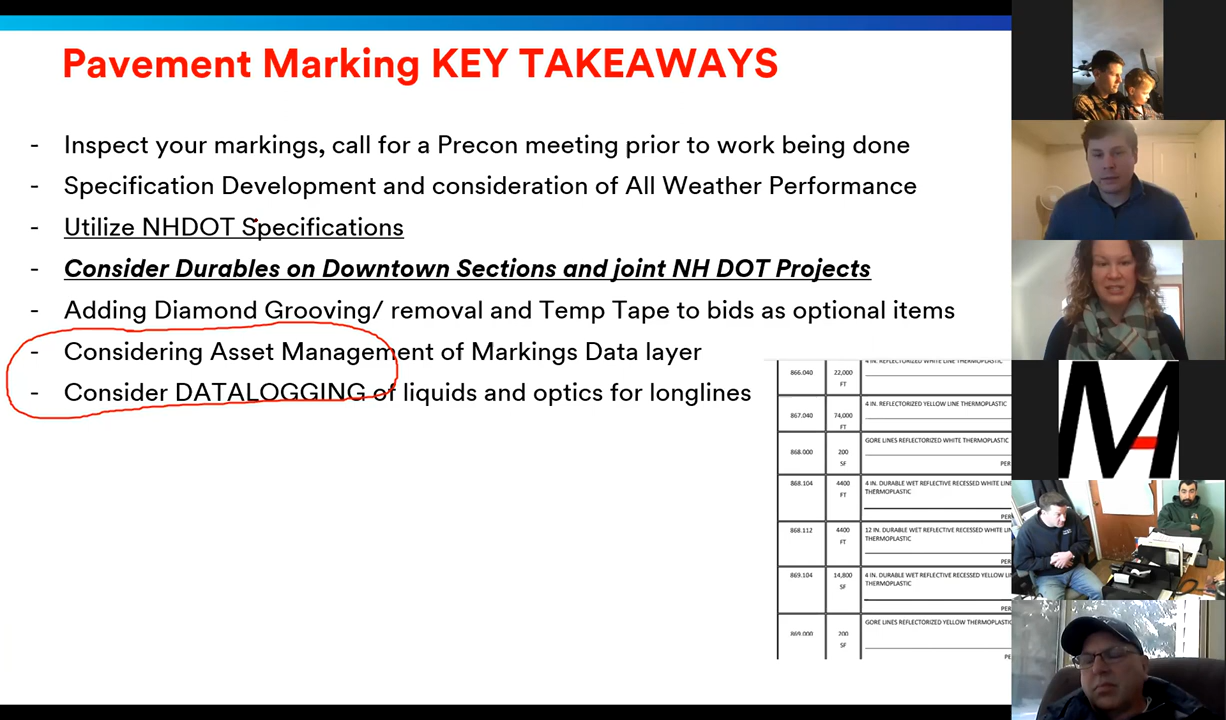 Pavement Marking KEY TAKEAWAYS
- Inspect your markings, call for a Precon meeting prior to work being done
- Specification Development and consideration of All Weather Performance
- Utilize NHDOT Specifications
- Consider Durables on Downtown Sections and joint NH DOT Projects
- Adding Diamond Grooving/ removal and Temp Tape to bids as optional items
- Considering Asset Management of Markings Data layer
- Consider DATALOGGING of liquids and optics for longlines
866.040 22,000 FT 4 IN. REFLECTORIZED WHITE LINE THERMOPLASTIC
867.040 74,000 FT 4 IN. REFLECTORIZED YELLOW LINE THERMOPLASTIC
868.000 200 SF GORE LINES REFLECTORIZED WHITE THERMOPLASTIC
PER
868.104 4400 FT 4 IN. DURABLE WET REFLECTIVE RECESSED WHITE
THERMOPLASTIC
PER
868.112 4400 FT 12 IN. DURABLE WET REFLECTIVE RECESSED WHITE
THERMOPLASTIC
PER
869.104 14,800 SF 4 IN. DURABLE WET REFLECTIVE RECESSED YELLOW
THERMOPLASTIC
PER
869.000 200 SF GORE LINES REFLECTORIZED YELLOW THERMOPLASTIC
PE
MA